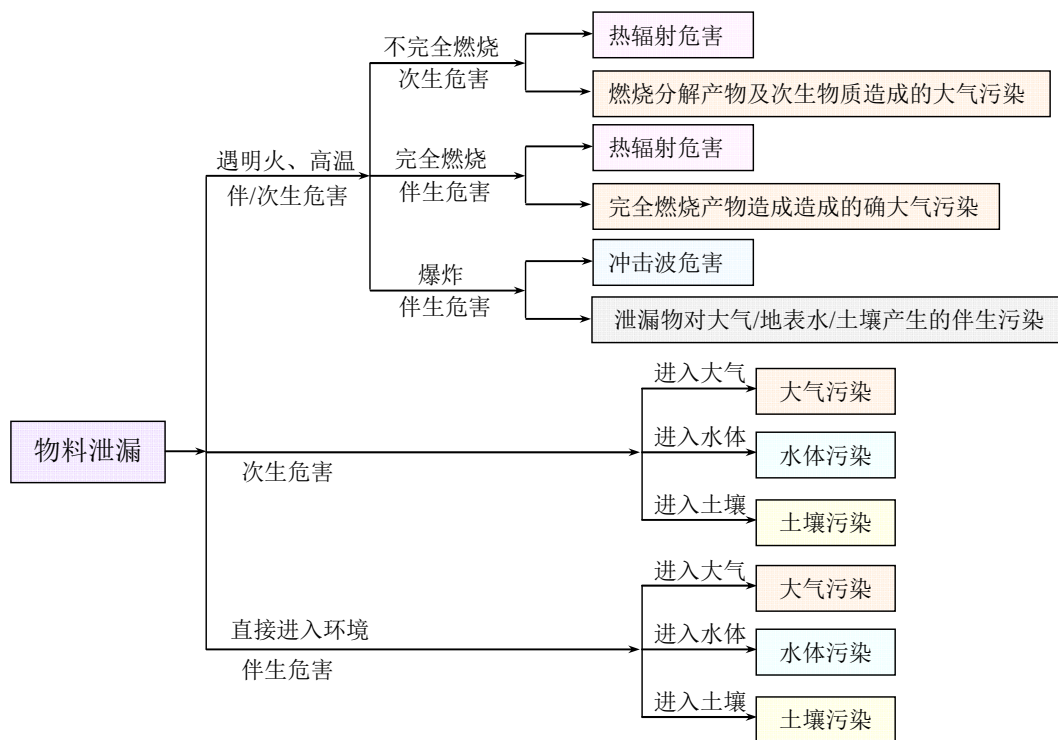 不完全燃烧
次生危害
热辐射危害
燃烧分解产物及次生物质造成的大气污染
遇明火、高温
伴/次生危害
完全燃烧
伴生危害
热辐射危害
完全燃烧产物造成造成的确大气污染
爆炸
伴生危害
冲击波危害
泄漏物对大气/地表水/土壤产生的伴生污染
物料泄漏
次生危害
进入大气
大气污染
进入水体
水体污染
进入土壤
土壤污染
直接进入环境
伴生危害
进入大气
大气污染
进入水体
水体污染
进入土壤
土壤污染